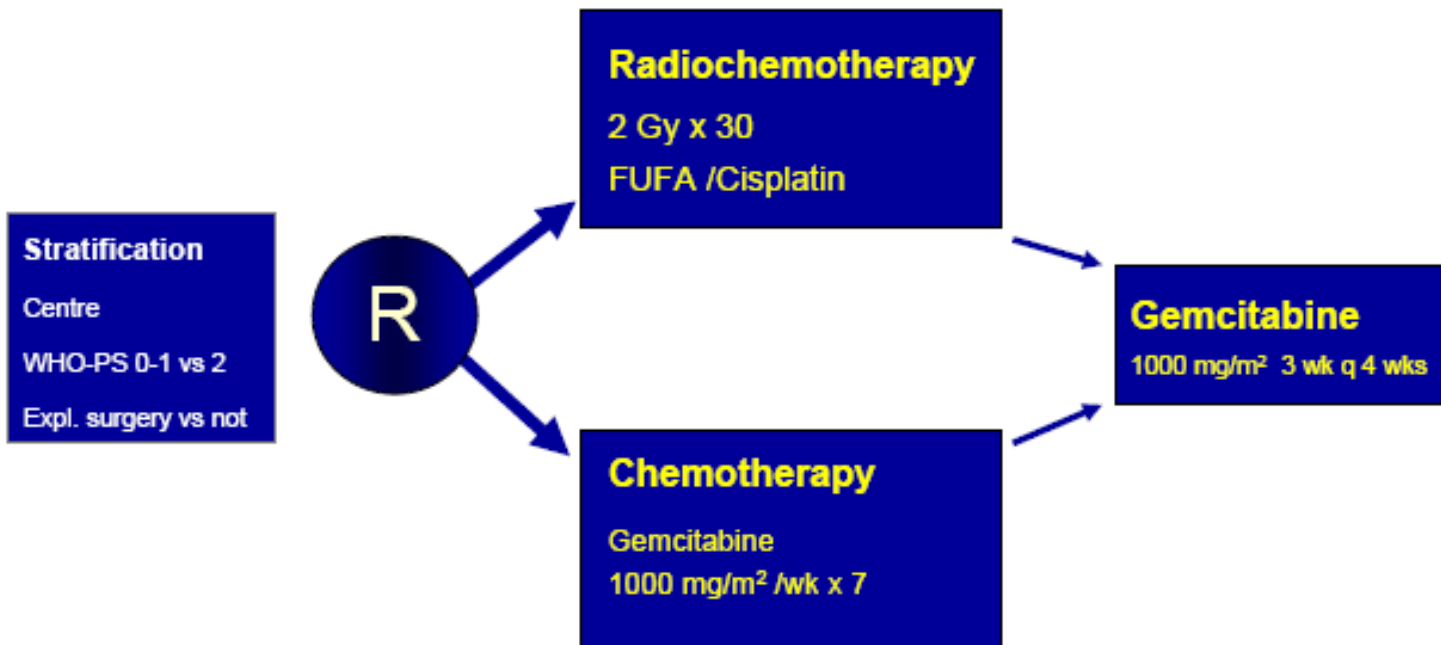 Stratification
Centre
WHO-PS 0-1 vs 2
Expl. surgery vs not
R
Radiochemotherapy
2 Gy x 30
FUFA /Cisplatin
Chemotherapy
Gemcitabine
1000 mg/m² /wk x 7
Gemcitabine
1000 mg/m² 3 wk q 4 wks